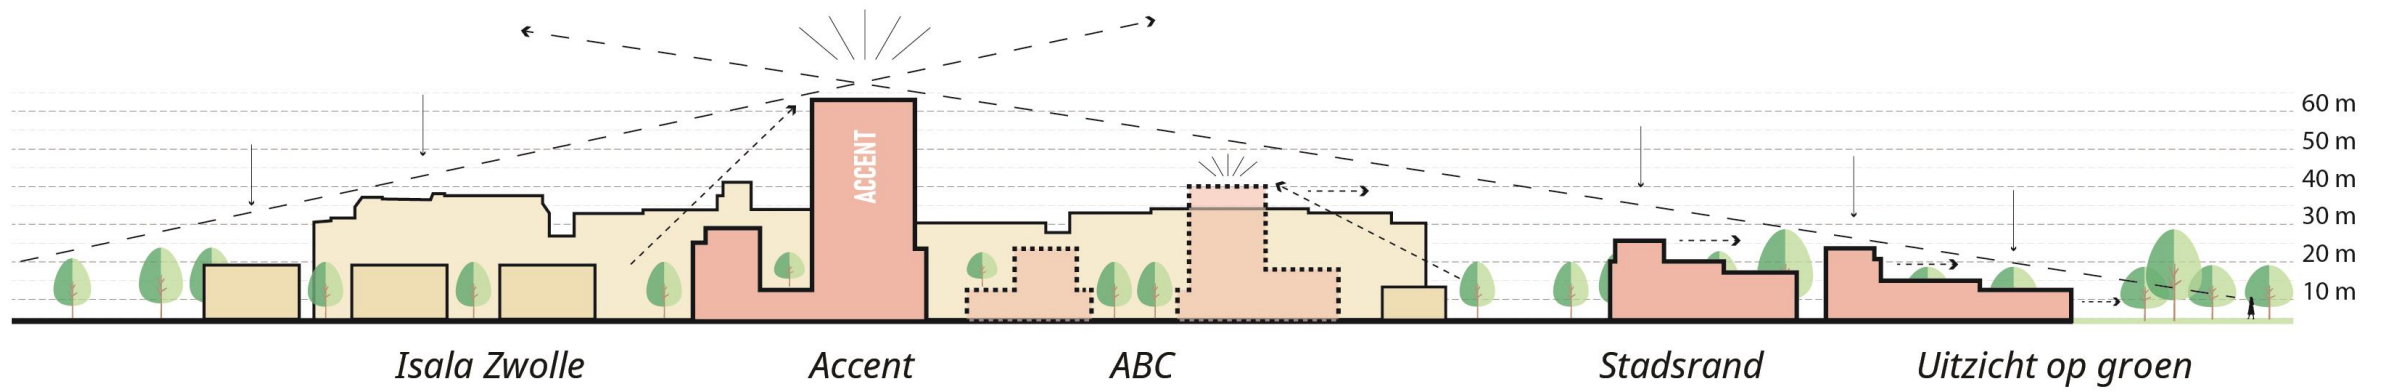 60 m
50 m
40 m
30 m
20 m
10 m
ACCENT
Isala Zwolle
Accent
ABC
Stadsrand
Uitzicht op groen